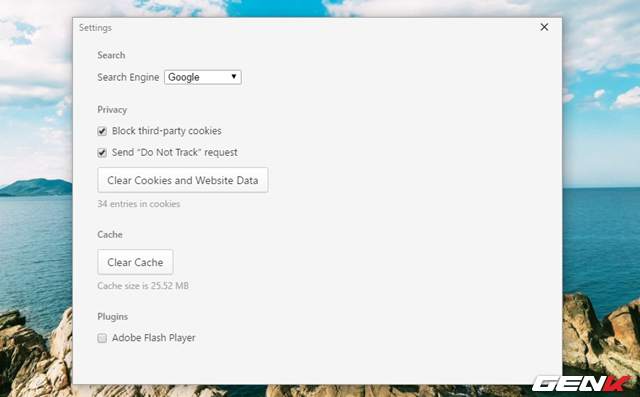 Settings
Search
Search Engine Google
Privacy
Block third-party cookies
Send “Do Not Track” request
Clear Cookies and Website Data
34 entries in cookies
Cache
Clear Cache
Cache size is 25.52 MB
Plugins
Adobe Flash Player
GENK